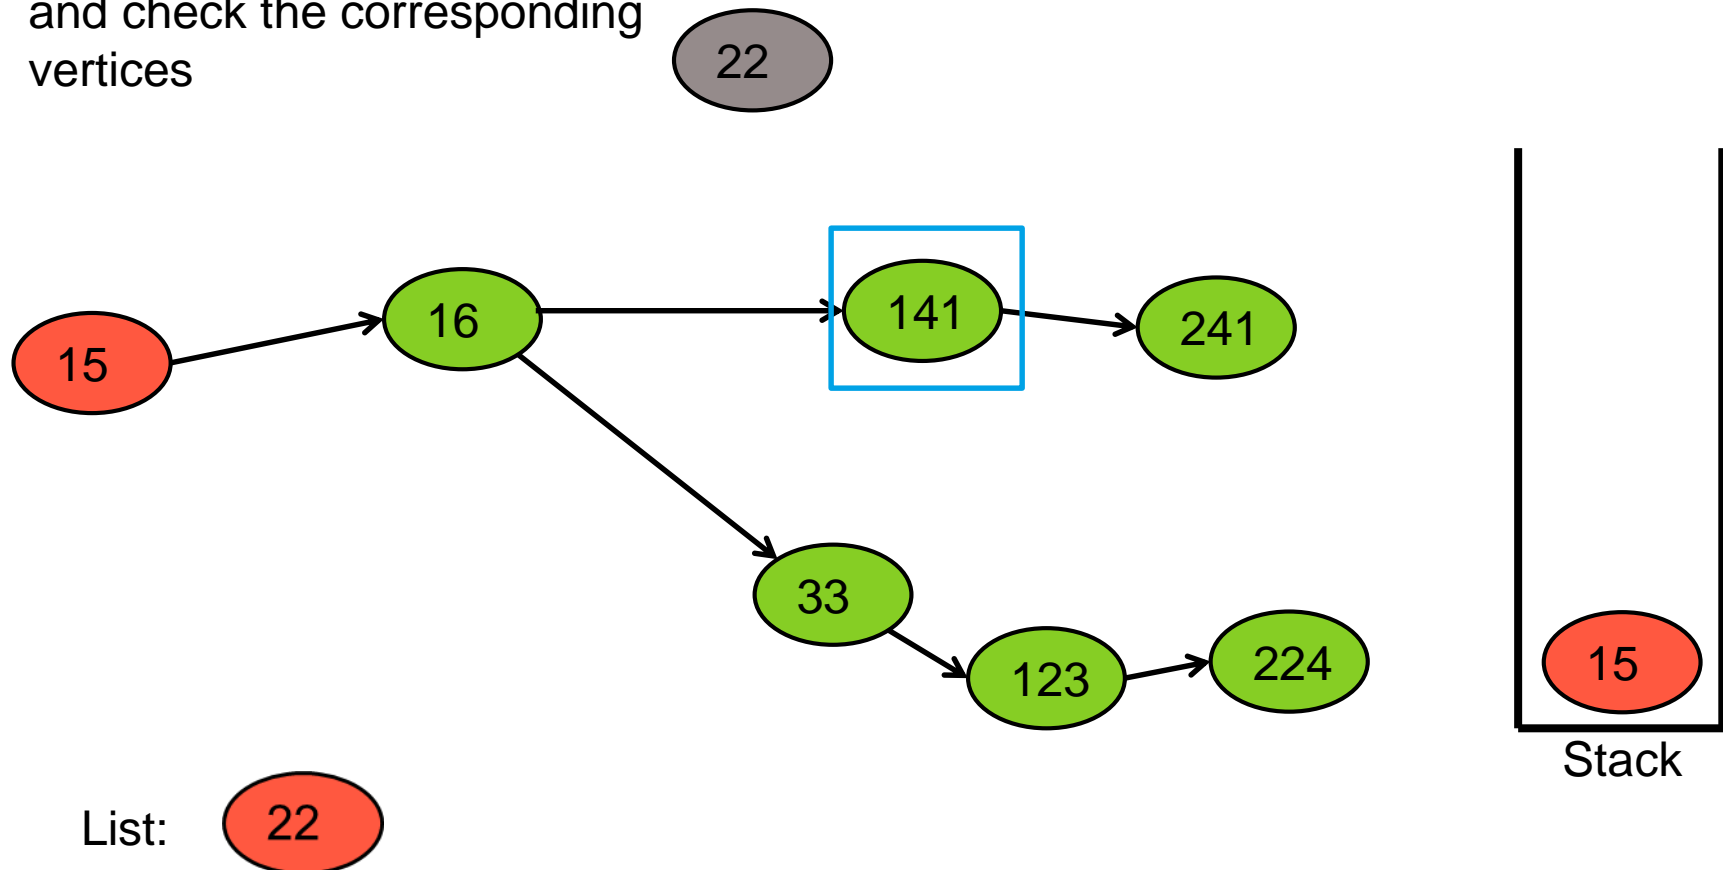 and check the corresponding
vertices
22
15
16
141
241
33
123
224
15
Stack
List:
22